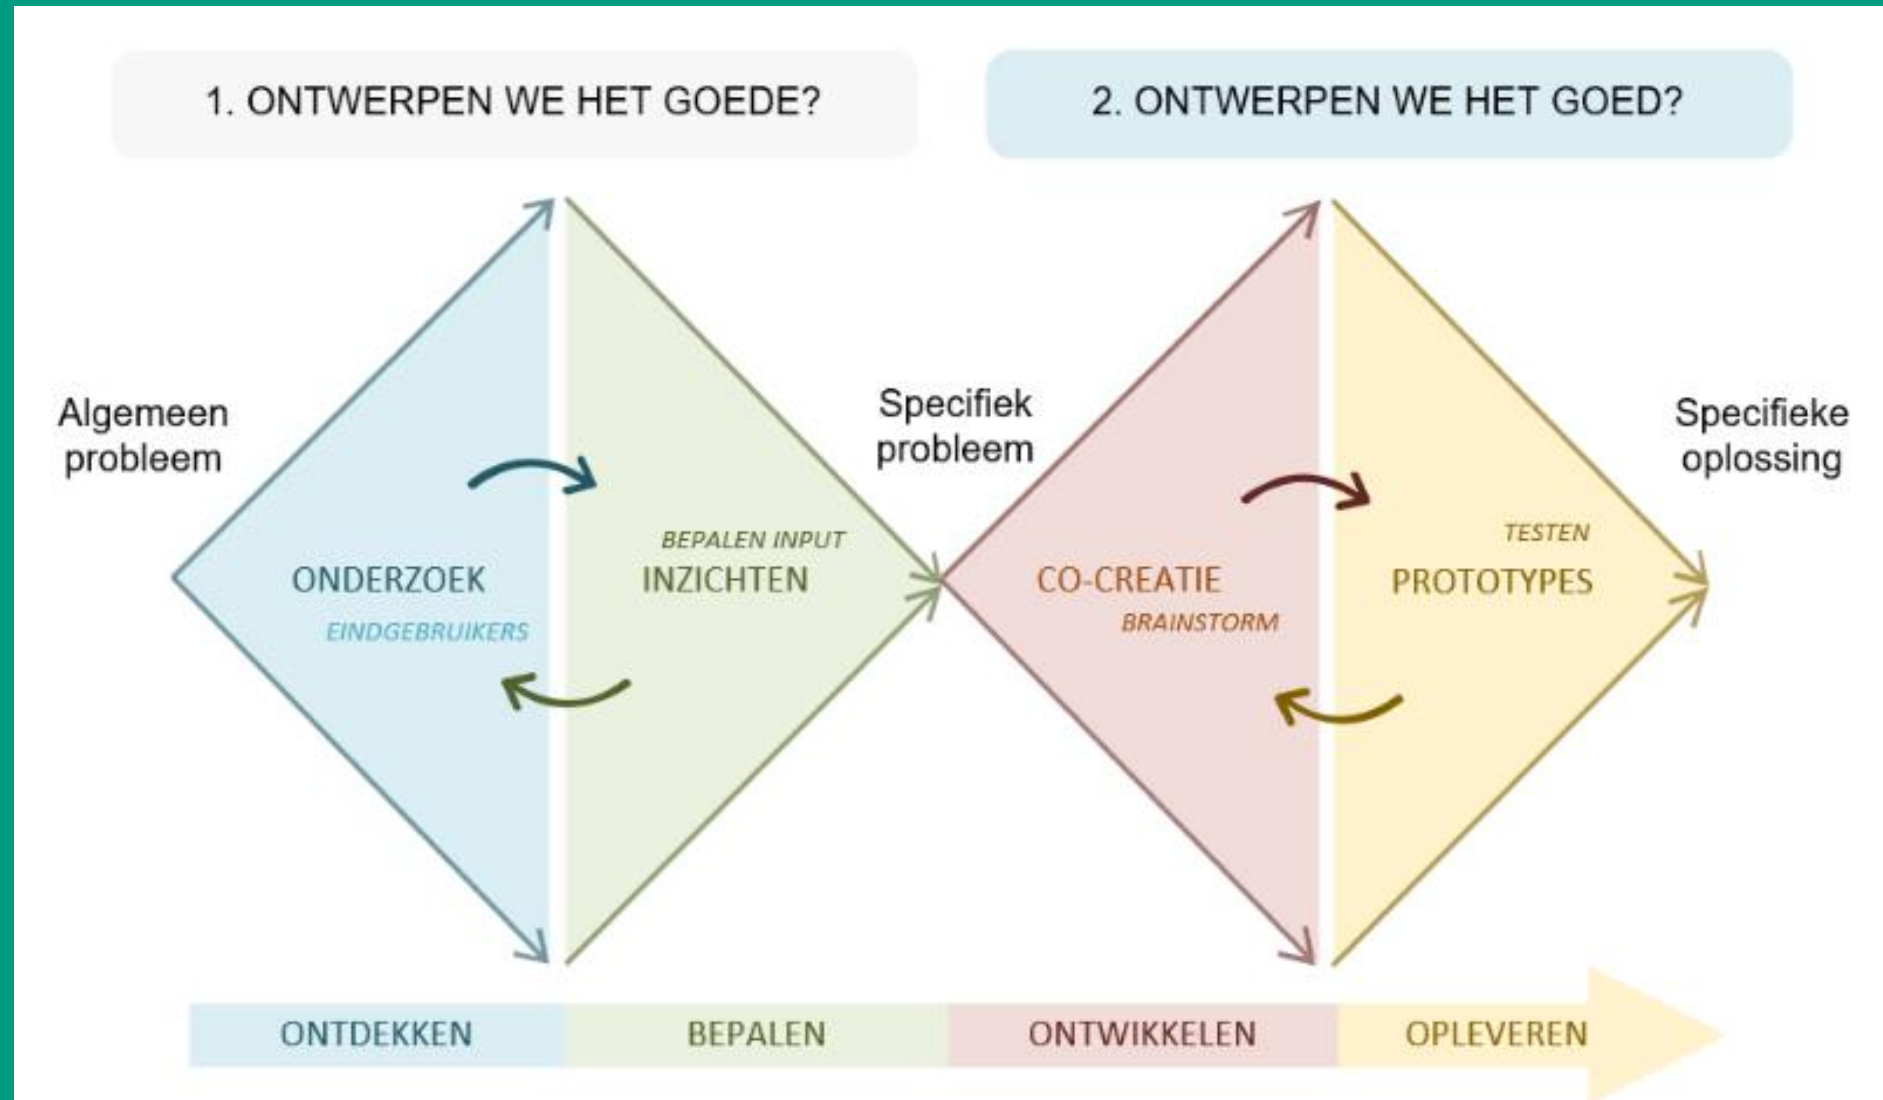 1. ONTWERPEN WE HET GOEDE?
2. ONTWERPEN WE HET GOED?
Algemeen
probleem
Specifiek
probleem
Specifieke
oplossing
ONDERZOEK
EINDGEBRUIKERS
BEPALEN INPUT
INZICHTEN
CO-CREATIE
BRAINSTORM
TESTEN
PROTOTYPES
ONTDEKKEN
BEPALEN
ONTWIKKELEN
OPLEVEREN